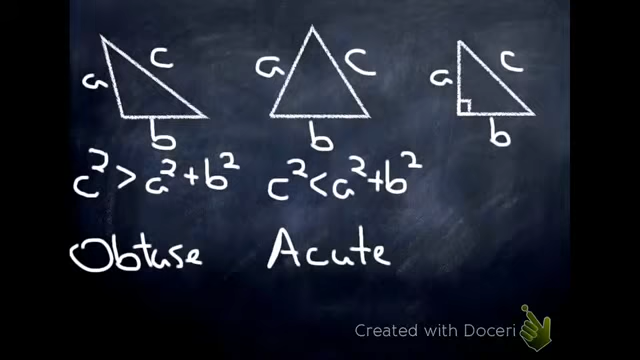 a c a c a c
b b b
c² > a² + b² c² < a² + b²
Obtuse Acute
Created with Doceri